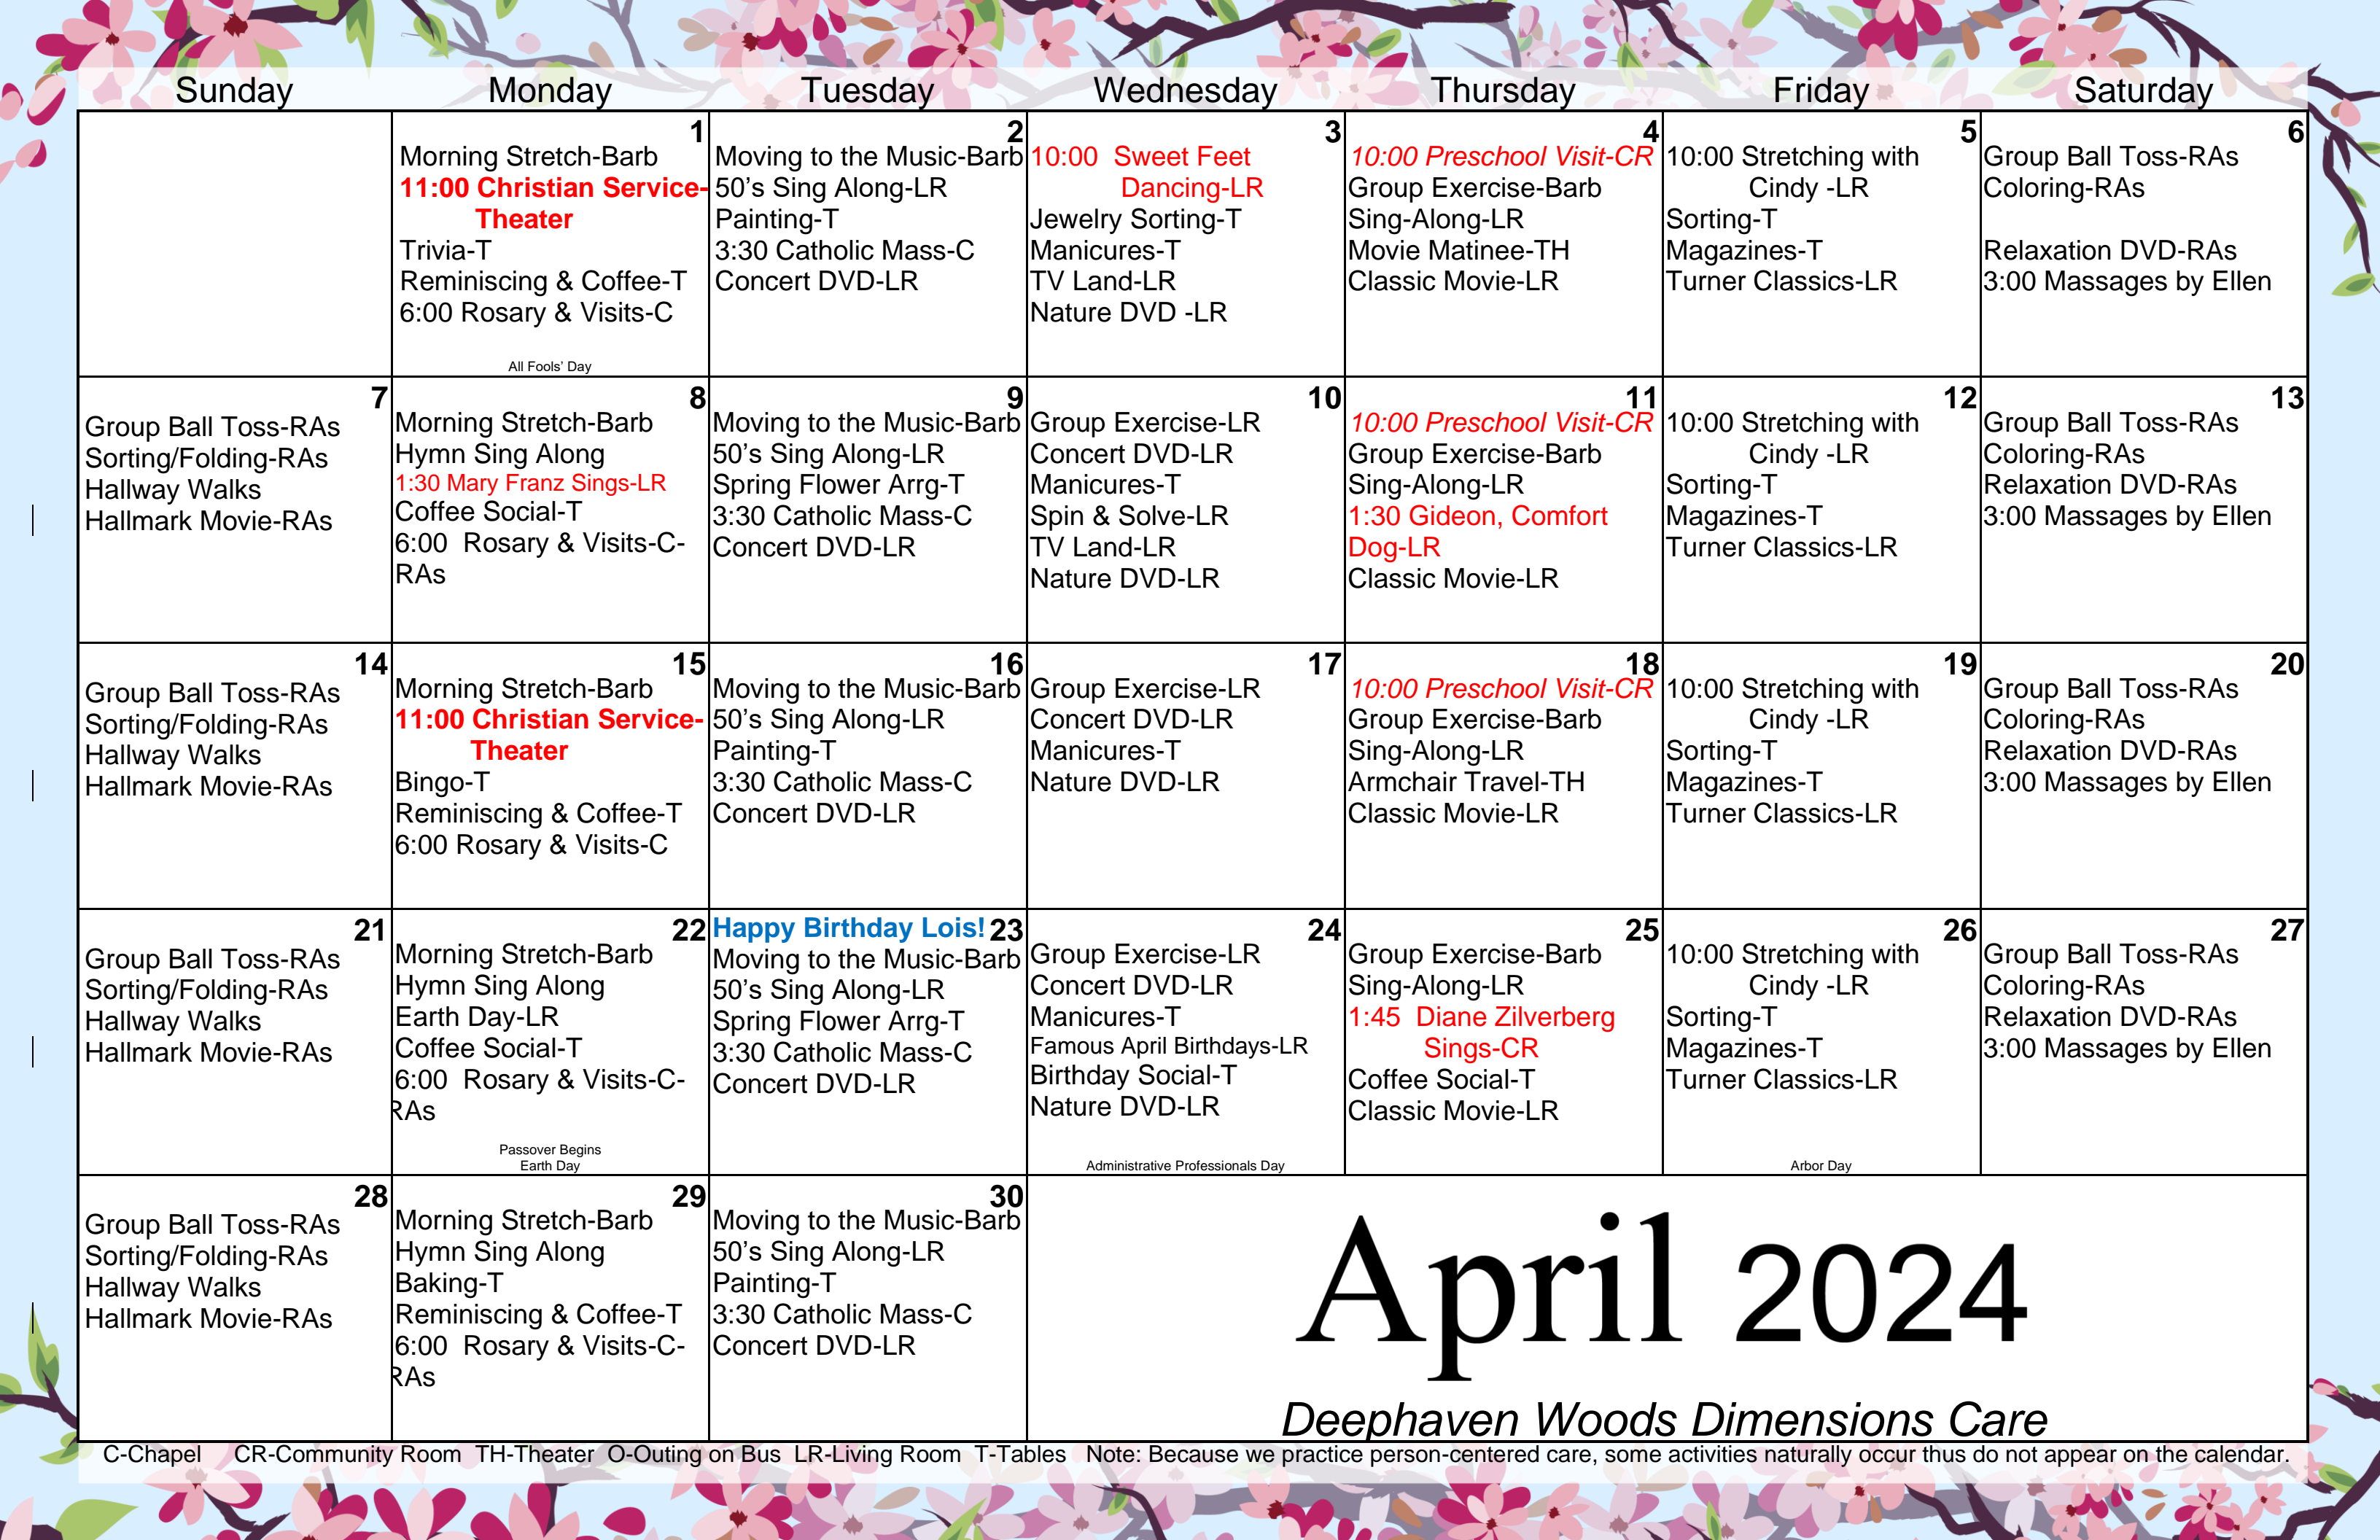 Sunday Monday Tuesday Wednesday Thursday Friday Saturday
1
Morning Stretch-Barb
11:00 Christian Service-
Theater
Trivia-T
Reminiscing & Coffee-T
6:00 Rosary & Visits-C
All Fools' Day
2
Moving to the Music-Barb
50's Sing Along-LR
Painting-T
3:30 Catholic Mass-C
Concert DVD-LR
3
10:00 Sweet Feet
Dancing-LR
Jewelry Sorting-T
Manicures-T
TV Land-LR
Nature DVD -LR
4
10:00 Preschool Visit-CR
Group Exercise-Barb
Sing-Along-LR
Movie Matinee-TH
Classic Movie-LR
5
10:00 Stretching with
Cindy -LR
Sorting-T
Magazines-T
Turner Classics-LR
6
Group Ball Toss-RAs
Coloring-RAs
Relaxation DVD-RAs
3:00 Massages by Ellen
7
Group Ball Toss-RAs
Sorting/Folding-RAs
Hallway Walks
Hallmark Movie-RAs
8
Morning Stretch-Barb
Hymn Sing Along
1:30 Mary Franz Sings-LR
Coffee Social-T
6:00 Rosary & Visits-C-
RAs
9
Moving to the Music-Barb
50's Sing Along-LR
Spring Flower Arrg-T
3:30 Catholic Mass-C
Concert DVD-LR
10
Group Exercise-LR
Concert DVD-LR
Manicures-T
Spin & Solve-LR
TV Land-LR
Nature DVD-LR
11
10:00 Preschool Visit-CR
Group Exercise-Barb
Sing-Along-LR
1:30 Gideon, Comfort
Dog-LR
Classic Movie-LR
12
10:00 Stretching with
Cindy -LR
Sorting-T
Magazines-T
Turner Classics-LR
13
Group Ball Toss-RAs
Coloring-RAs
Relaxation DVD-RAs
3:00 Massages by Ellen
14
Group Ball Toss-RAs
Sorting/Folding-RAs
Hallway Walks
Hallmark Movie-RAs
15
Morning Stretch-Barb
11:00 Christian Service-
Theater
Bingo-T
Reminiscing & Coffee-T
6:00 Rosary & Visits-C
16
Moving to the Music-Barb
50's Sing Along-LR
Painting-T
3:30 Catholic Mass-C
Concert DVD-LR
17
Group Exercise-LR
Concert DVD-LR
Manicures-T
Nature DVD-LR
18
10:00 Preschool Visit-CR
Group Exercise-Barb
Sing-Along-LR
Armchair Travel-TH
Classic Movie-LR
19
10:00 Stretching with
Cindy -LR
Sorting-T
Magazines-T
Turner Classics-LR
20
Group Ball Toss-RAs
Coloring-RAs
Relaxation DVD-RAs
3:00 Massages by Ellen
21
Group Ball Toss-RAs
Sorting/Folding-RAs
Hallway Walks
Hallmark Movie-RAs
22
Morning Stretch-Barb
Hymn Sing Along
Earth Day-LR
Coffee Social-T
6:00 Rosary & Visits-C-
RAs
Passover Begins
Earth Day
Happy Birthday Lois! 23
Moving to the Music-Barb
50's Sing Along-LR
Spring Flower Arrg-T
3:30 Catholic Mass-C
Concert DVD-LR
24
Group Exercise-LR
Concert DVD-LR
Manicures-T
Famous April Birthdays-LR
Birthday Social-T
Nature DVD-LR
Administrative Professionals Day
25
Group Exercise-Barb
Sing-Along-LR
1:45 Diane Zilverberg
Sings-CR
Coffee Social-T
Classic Movie-LR
26
10:00 Stretching with
Cindy -LR
Sorting-T
Magazines-T
Turner Classics-LR
Arbor Day
27
Group Ball Toss-RAs
Coloring-RAs
Relaxation DVD-RAs
3:00 Massages by Ellen
28
Group Ball Toss-RAs
Sorting/Folding-RAs
Hallway Walks
Hallmark Movie-RAs
29
Morning Stretch-Barb
Hymn Sing Along
Baking-T
Reminiscing & Coffee-T
6:00 Rosary & Visits-C-
RAs
30
Moving to the Music-Barb
50's Sing Along-LR
Painting-T
3:30 Catholic Mass-C
Concert DVD-LR
April 2024
Deephaven Woods Dimensions Care
C-Chapel CR-Community Room TH-Theater O-Outing on Bus LR-Living Room T-Tables Note: Because we practice person-centered care, some activities naturally occur thus do not appear on the calendar.